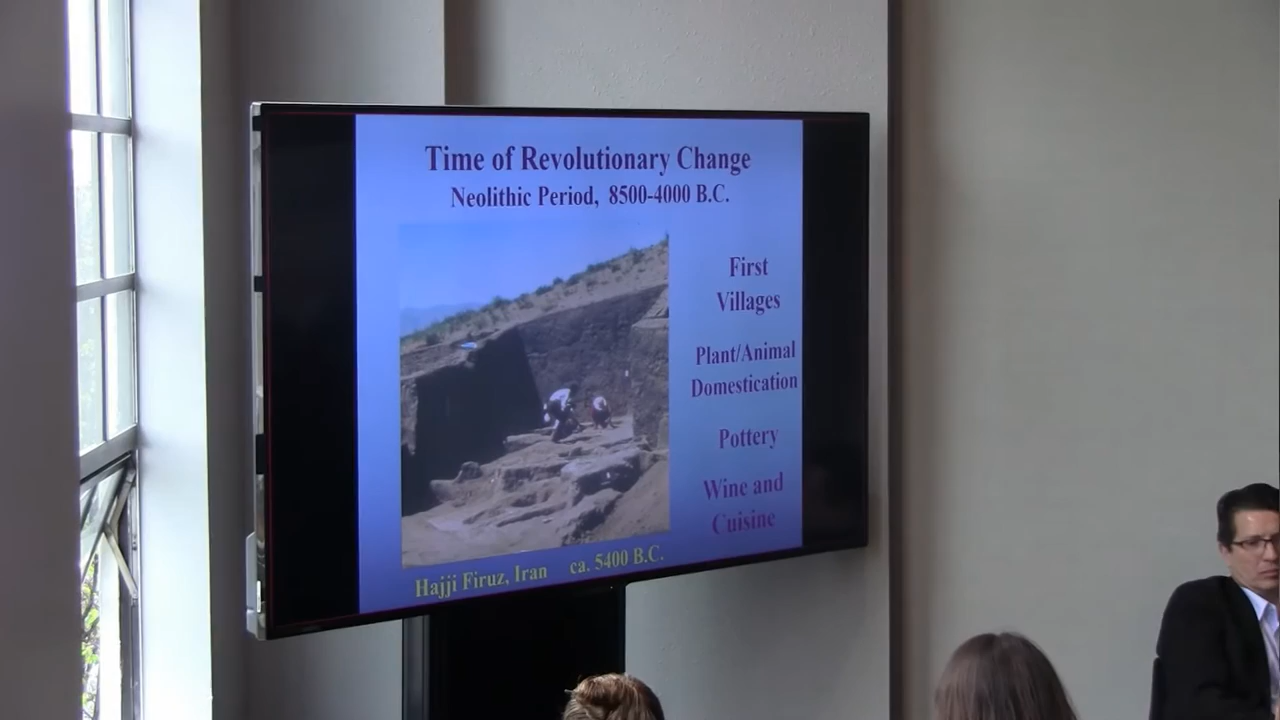 Time of Revolutionary Change
Neolithic Period, 8500-4000 B.C.
First
Villages
Plant/Animal
Domestication
Pottery
Wine and
Cuisine
Hajji Firuz, Iran ca. 5400 B.C.